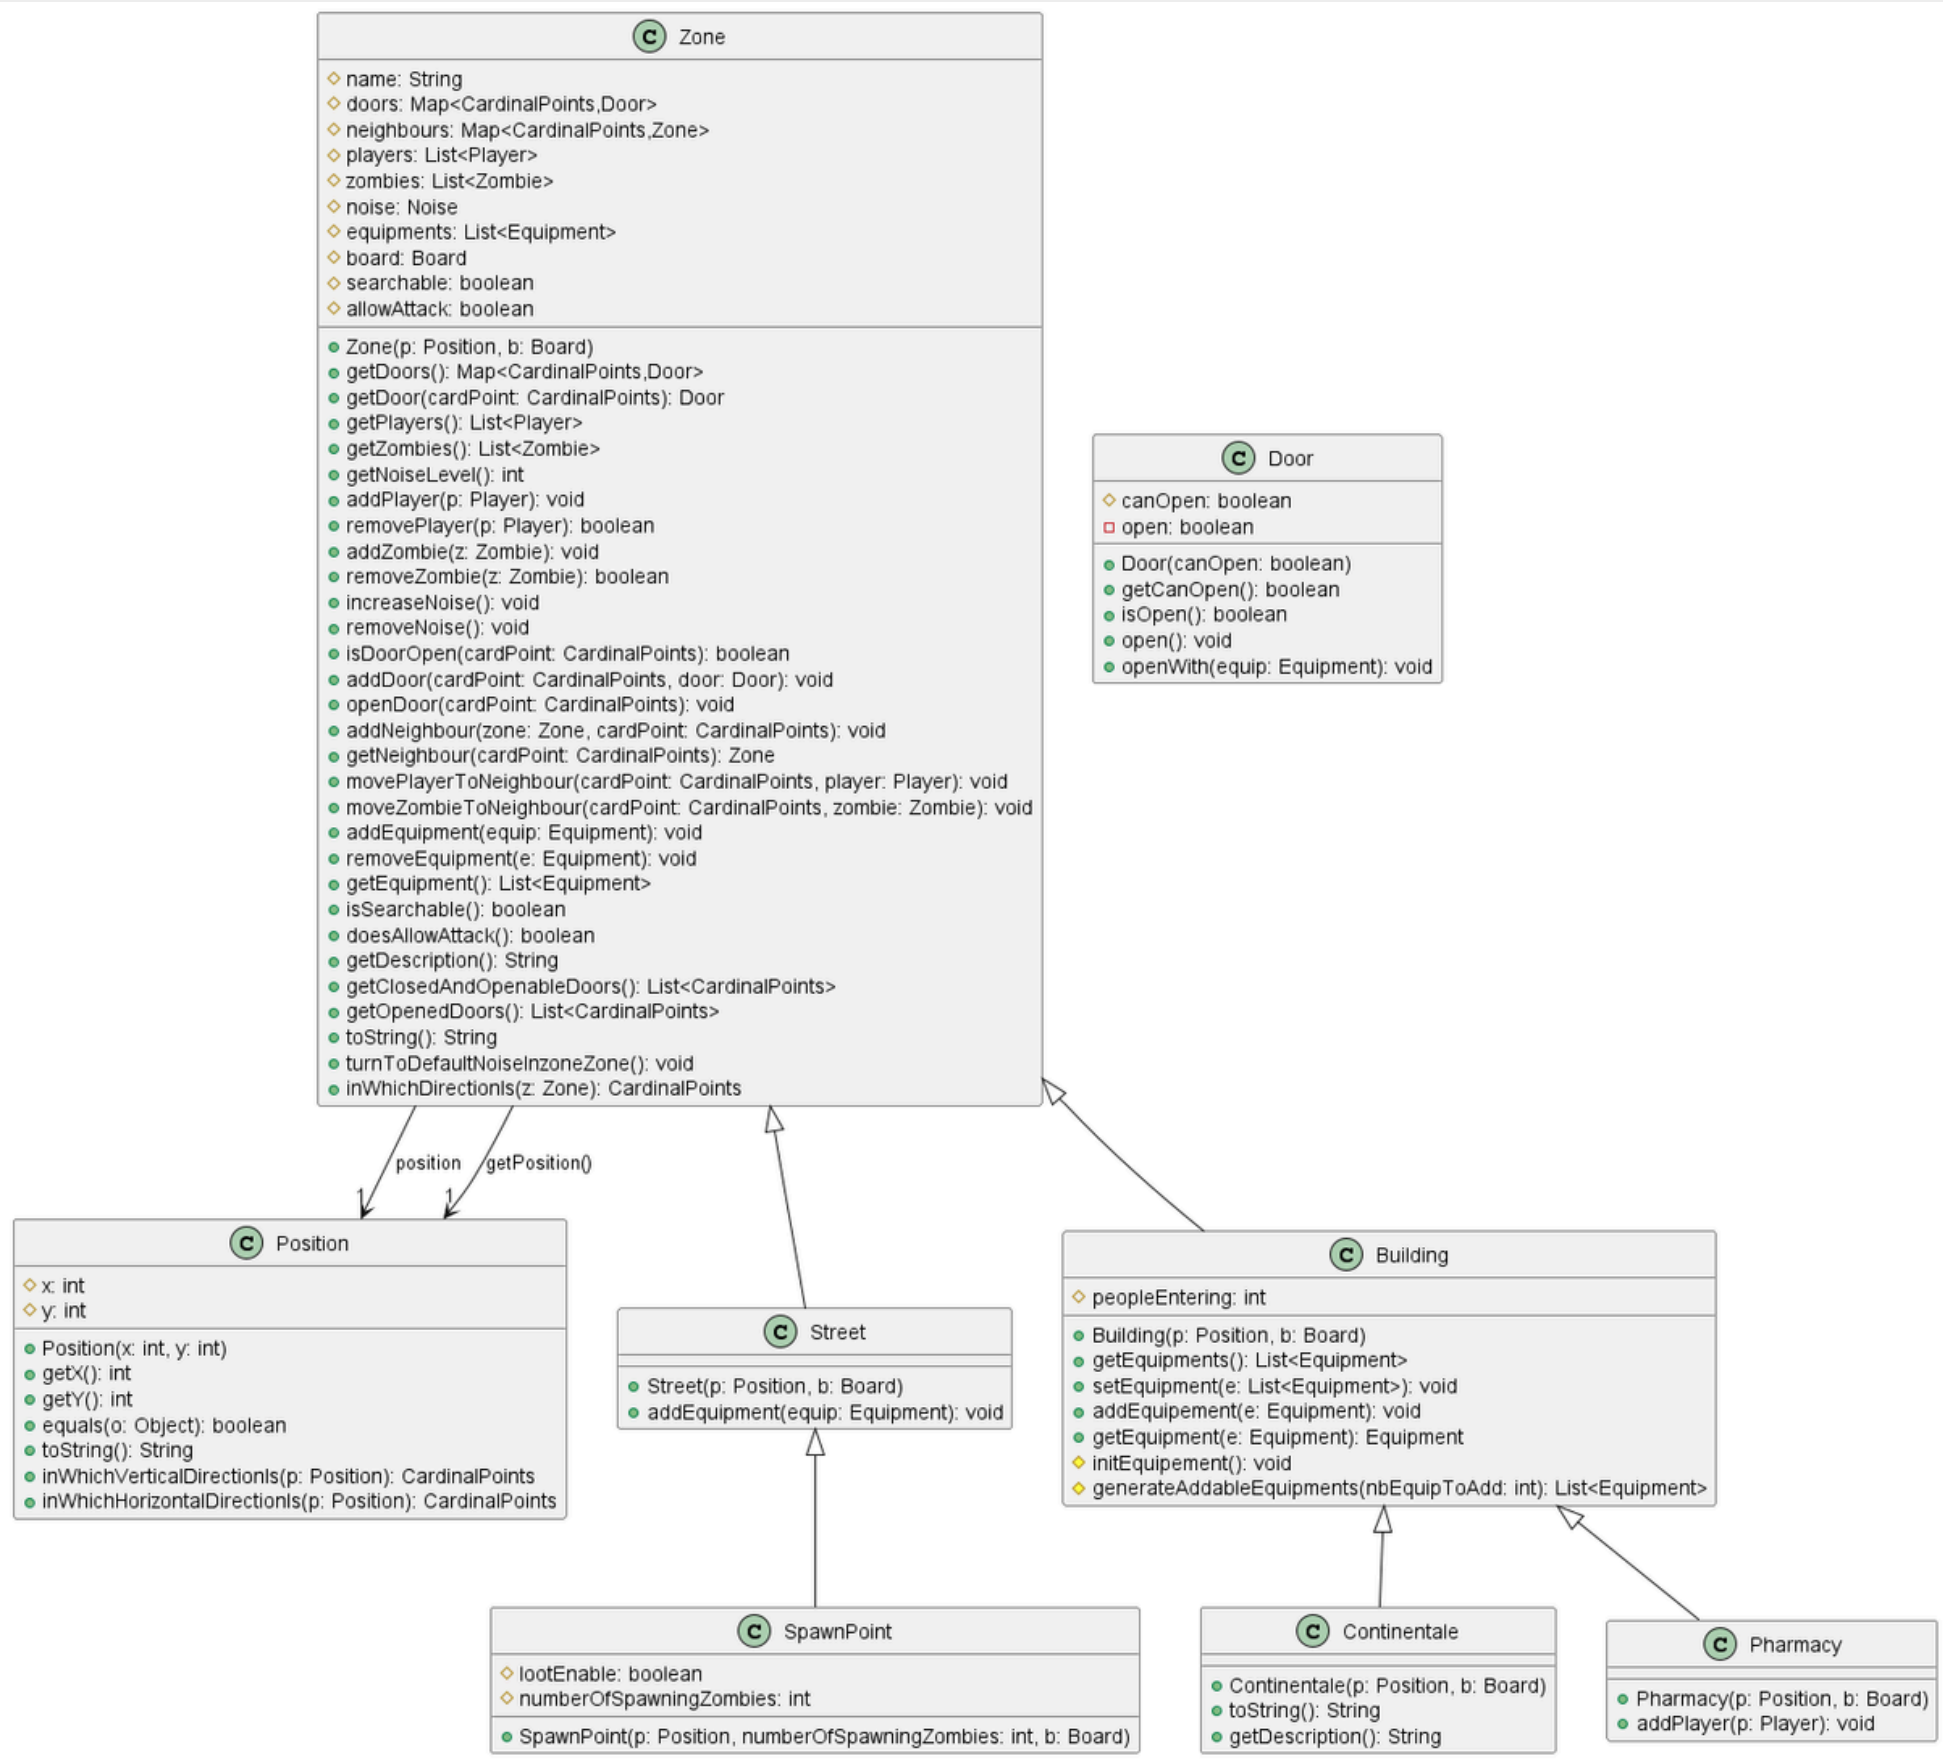 C Zone
name: String
doors: Map<CardinalPoints,Door>
neighbours: Map<CardinalPoints,Zone>
players: List<Player>
zombies: List<Zombie>
noise: Noise
equipments: List<Equipment>
board: Board
searchable: boolean
allowAttack: boolean
Zone(p: Position, b: Board)
getDoors(): Map<CardinalPoints,Door>
getDoor(cardPoint: CardinalPoints): Door
getPlayers(): List<Player>
getZombies(): List<Zombie>
getNoiseLevel(): int
addPlayer(p: Player): void
removePlayer(p: Player): boolean
addZombie(z: Zombie): void
removeZombie(z: Zombie): boolean
increaseNoise(): void
removeNoise(): void
isDoorOpen(cardPoint: CardinalPoints): boolean
addDoor(cardPoint: CardinalPoints, door: Door): void
openDoor(cardPoint: CardinalPoints): void
addNeighbour(zone: Zone, cardPoint: CardinalPoints): void
getNeighbour(cardPoint: CardinalPoints): Zone
movePlayerToNeighbour(cardPoint: CardinalPoints, player: Player): void
moveZombieToNeighbour(cardPoint: CardinalPoints, zombie: Zombie): void
addEquipment(equip: Equipment): void
removeEquipment(e: Equipment): void
getEquipment(): List<Equipment>
isSearchable(): boolean
doesAllowAttack(): boolean
getDescription(): String
getClosedAndOpenableDoors(): List<CardinalPoints>
getOpenedDoors(): List<CardinalPoints>
toString(): String
turnToDefaultNoiseInzoneZone(): void
inWhichDirectionIs(z: Zone): CardinalPoints
C Door
canOpen: boolean
open: boolean
Door(canOpen: boolean)
getCanOpen(): boolean
isOpen(): boolean
open(): void
openWith(equip: Equipment): void
position
getPosition()
1
1
C Position
x: int
y: int
Position(x: int, y: int)
getX(): int
getY(): int
equals(o: Object): boolean
toString(): String
inWhichVerticalDirectionIs(p: Position): CardinalPoints
inWhichHorizontalDirectionIs(p: Position): CardinalPoints
C Street
Street(p: Position, b: Board)
addEquipment(equip: Equipment): void
C Building
peopleEntering: int
Building(p: Position, b: Board)
getEquipments(): List<Equipment>
setEquipment(e: List<Equipment>): void
addEquipement(e: Equipment): void
getEquipment(e: Equipment): Equipment
initEquipement(): void
generateAddableEquipments(nbEquipToAdd: int): List<Equipment>
C SpawnPoint
lootEnable: boolean
numberOfSpawningZombies: int
SpawnPoint(p: Position, numberOfSpawningZombies: int, b: Board)
C Continentale
Continentale(p: Position, b: Board)
toString(): String
getDescription(): String
C Pharmacy
Pharmacy(p: Position, b: Board)
addPlayer(p: Player): void